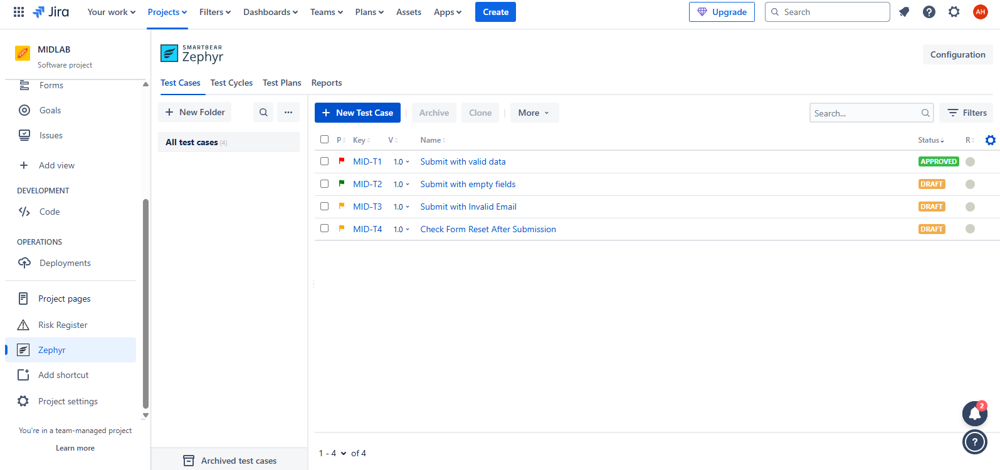 Jira
Your work
Projects
Filters
Dashboards
Teams
Plans
Assets
Apps
Create
Upgrade
Search
?
AH
MIDLAB
Software project
Forms
Goals
Issues
Add view
DEVELOPMENT
Code
OPERATIONS
Deployments
Project pages
Risk Register
Zephyr
Add shortcut
Project settings
You're in a team-managed project
Learn more
SMARTBEAR
Zephyr
Configuration
Test Cases
Test Cycles
Test Plans
Reports
+ New Folder
...
All test cases (4)
Archived test cases
+ New Test Case
Archive
Clone
More
Search...
Filters
P Key V Name Status R
MID-T1 1.0 Submit with valid data APPROVED
MID-T2 1.0 Submit with empty fields DRAFT
MID-T3 1.0 Submit with Invalid Email DRAFT
MID-T4 1.0 Check Form Reset After Submission DRAFT
1 - 4 of 4
2
?